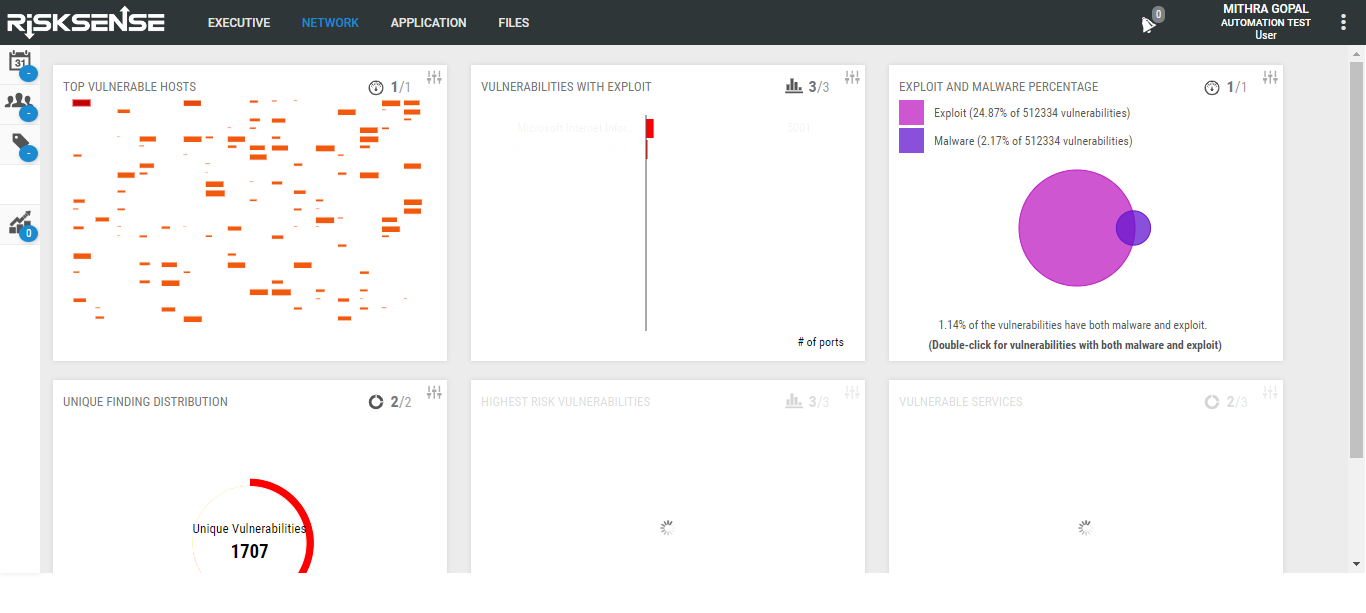 RiSKSENSE
EXECUTIVE
NETWORK
APPLICATION
FILES
0
MITHRA GOPAL
AUTOMATION TEST
User
31
-
-
-
0
TOP VULNERABLE HOSTS
1/1
VULNERABILITIES WITH EXPLOIT
3/3
Microsoft Internet Infor...
5001
# of ports
EXPLOIT AND MALWARE PERCENTAGE
1/1
Exploit (24.87% of 512334 vulnerabilities)
Malware (2.17% of 512334 vulnerabilities)
1.14% of the vulnerabilities have both malware and exploit.
(Double-click for vulnerabilities with both malware and exploit)
UNIQUE FINDING DISTRIBUTION
2/2
Unique Vulnerabilities
1707
HIGHEST RISK VULNERABILITIES
3/3
VULNERABLE SERVICES
2/3